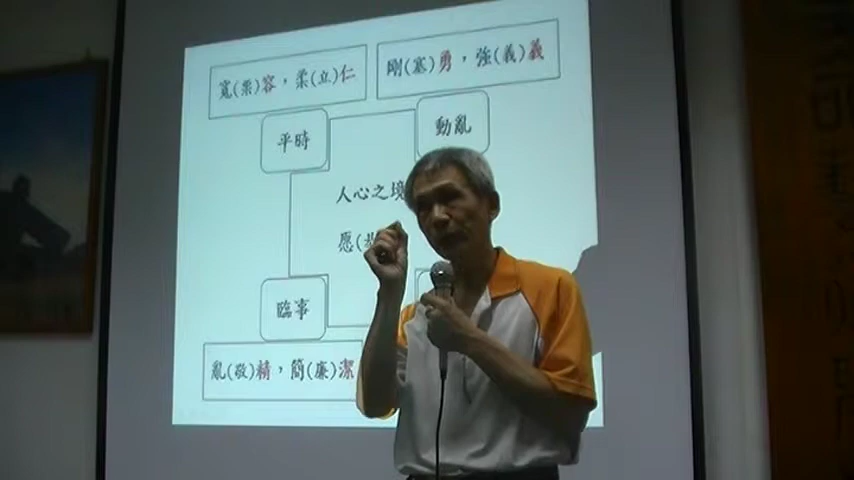 寬(栗)容，柔(立)仁
剛(塞)勇，強(義)義
平時
動亂
人心之境
愿(恭
臨事
亂(敬)精，簡(廉)潔